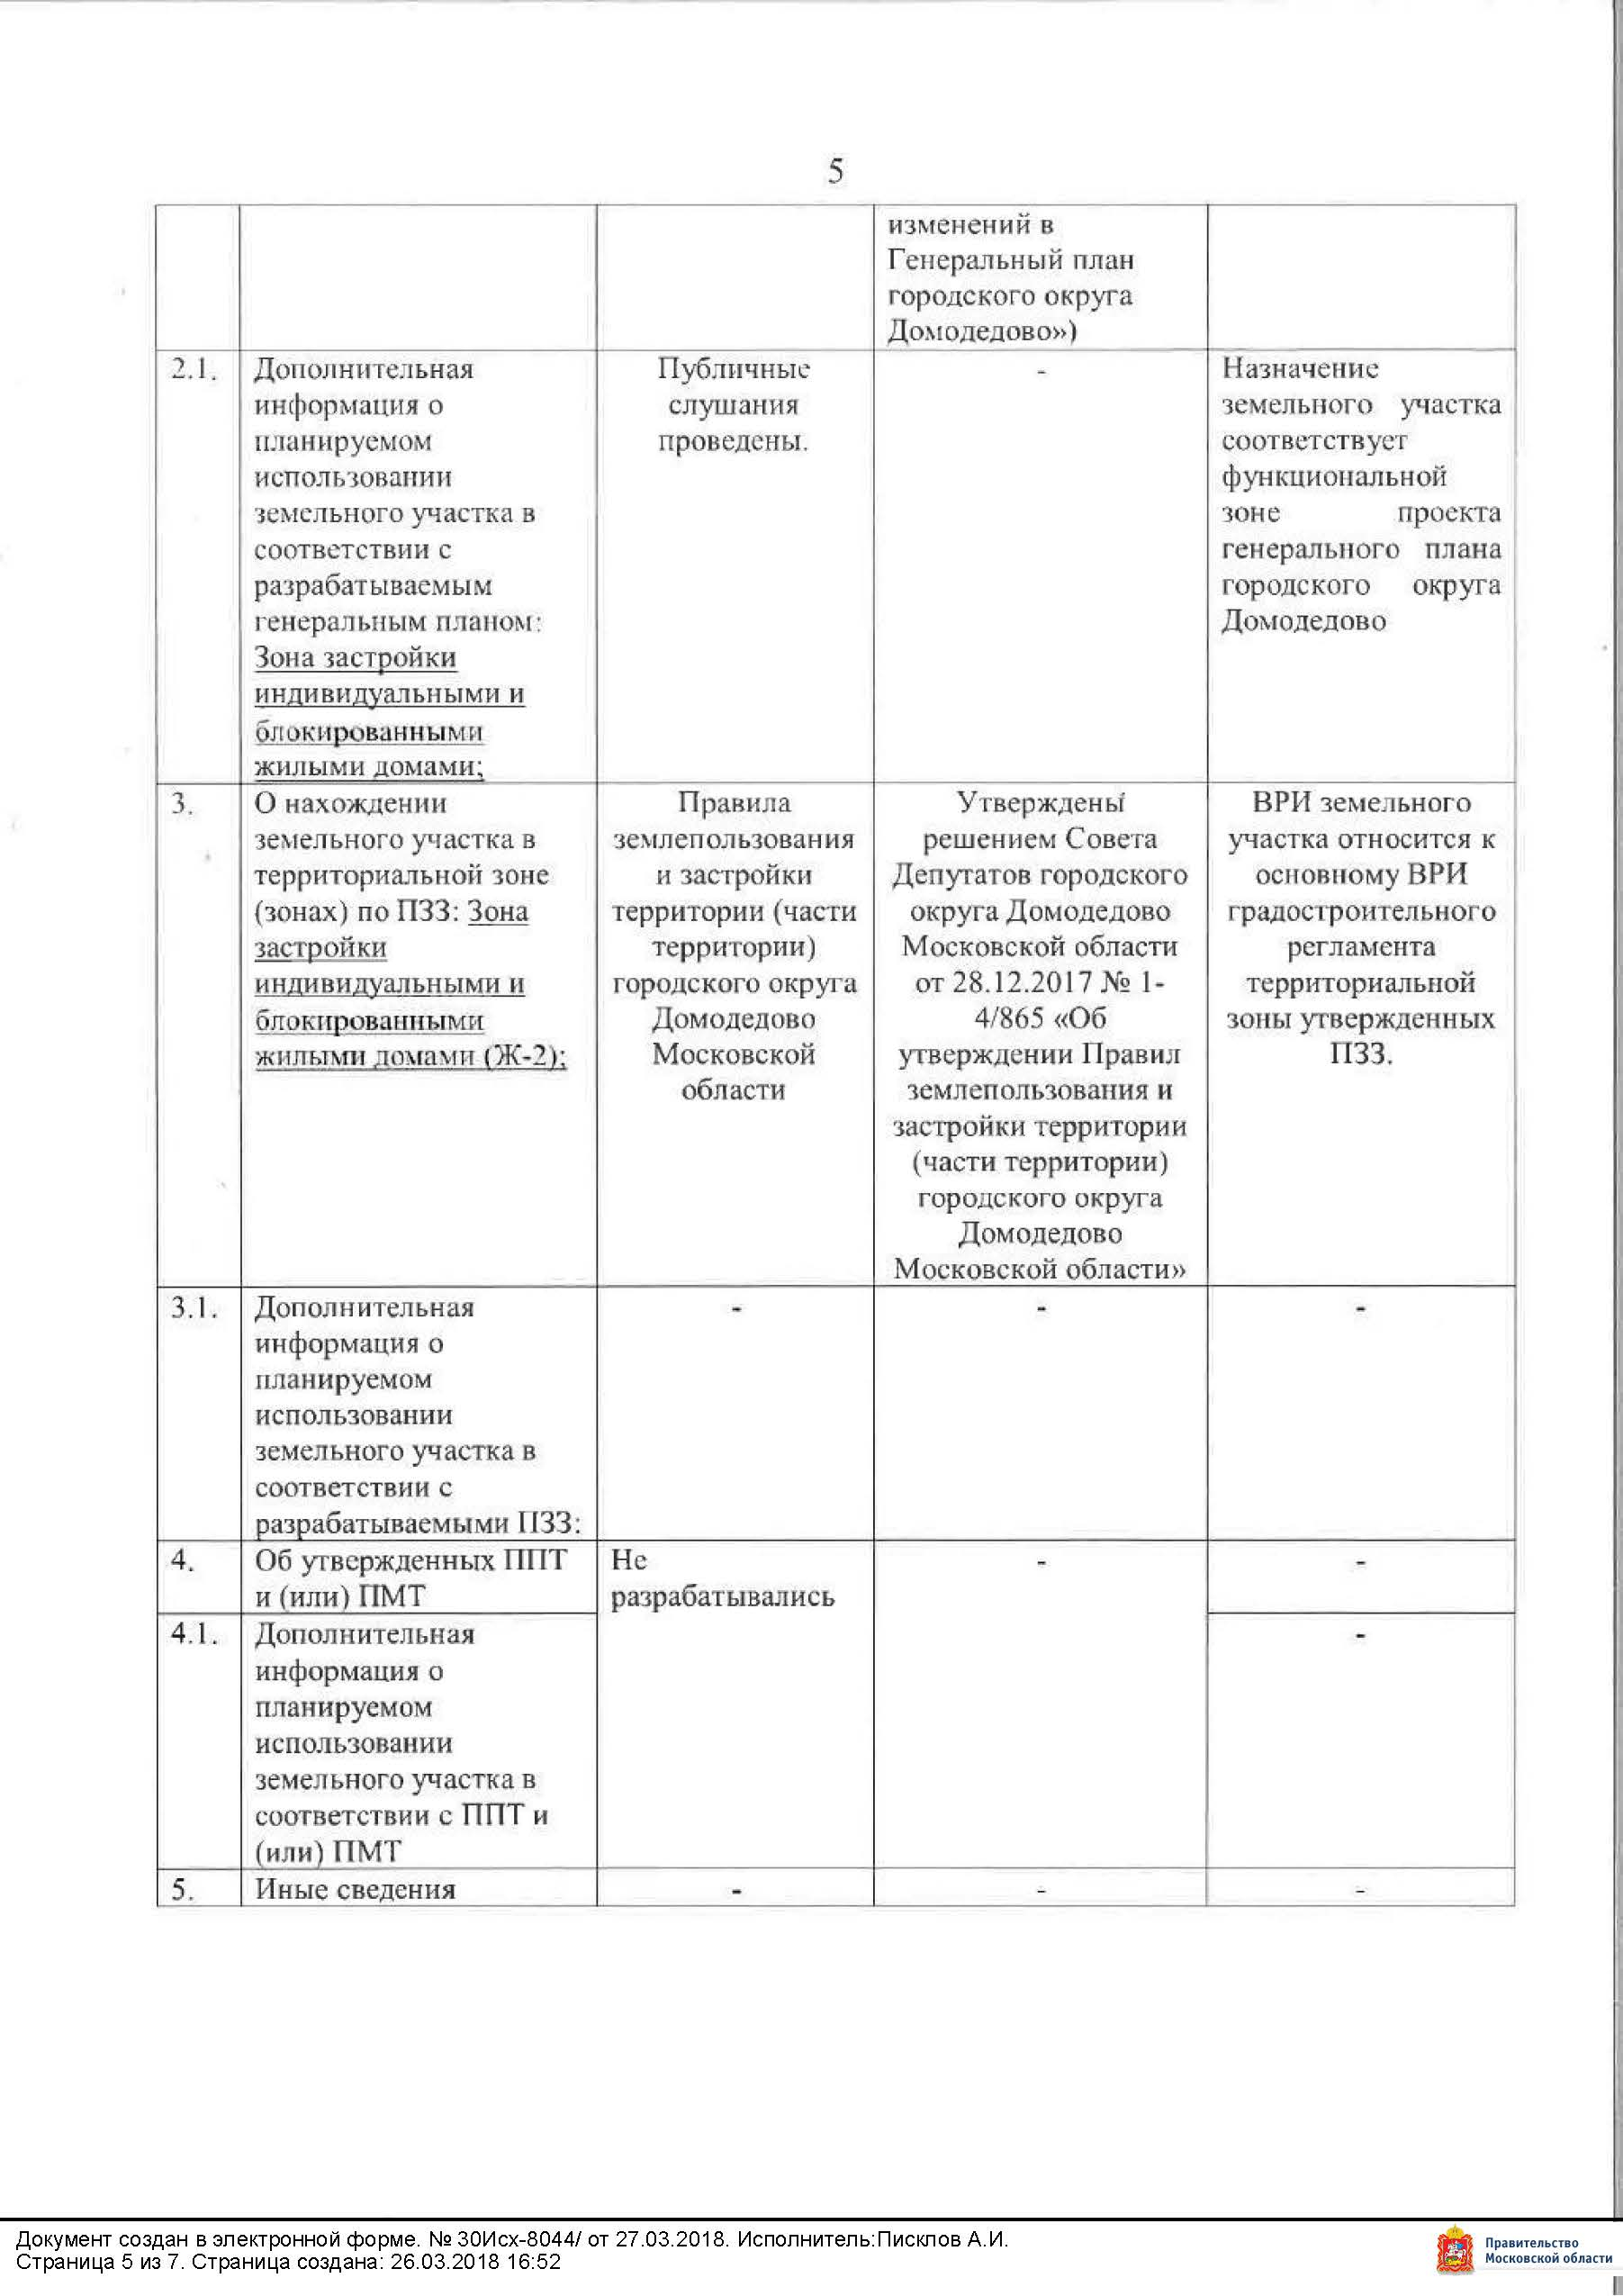 5
изменений в
Генеральный план
городского округа
Домодедово»)
2.1.
Дополнительная
информация о
планируемом
использовании
земельного участка в
соответствии с
разрабатываемым
генеральным планом:
Зона застройки
индивидуальными и
блокированными
жилыми домами;
Публичные
слушания
проведены.
-
Назначение
земельного участка
соответствует
функциональной
зоне проекта
генерального плана
городского округа
Домодедово
3.
О нахождении
земельного участка в
территориальной зоне
(зонах) по ПЗЗ: Зона
застройки
индивидуальными и
блокированными
жилыми домами (Ж-2);
Правила
землепользования
и застройки
территории (части
территории)
городского округа
Домодедово
Московской
области
Утверждены
решением Совета
Депутатов городского
округа Домодедово
Московской области
от 28.12.2017 № 1-
4/865 «Об
утверждении Правил
землепользования и
застройки территории
(части территории)
городского округа
Домодедово
Московской области»
ВРИ земельного
участка относится к
основному ВРИ
градостроительного
регламента
территориальной
зоны утвержденных
ПЗЗ.
3.1.
Дополнительная
информация о
планируемом
использовании
земельного участка в
соответствии с
разрабатываемыми ПЗЗ:
-
-
-
4.
Об утвержденных ППТ
и (или) ПМТ
Не
разрабатывались
-
-
4.1.
Дополнительная
информация о
планируемом
использовании
земельного участка в
соответствии с ППТ и
(или) ПМТ
-
5.
Иные сведения
-
-
-
Документ создан в электронной форме. № 30Исх-8044/ от 27.03.2018. Исполнитель:Писклов А.И.
Страница 5 из 7. Страница создана: 26.03.2018 16:52
Правительство
Московской области